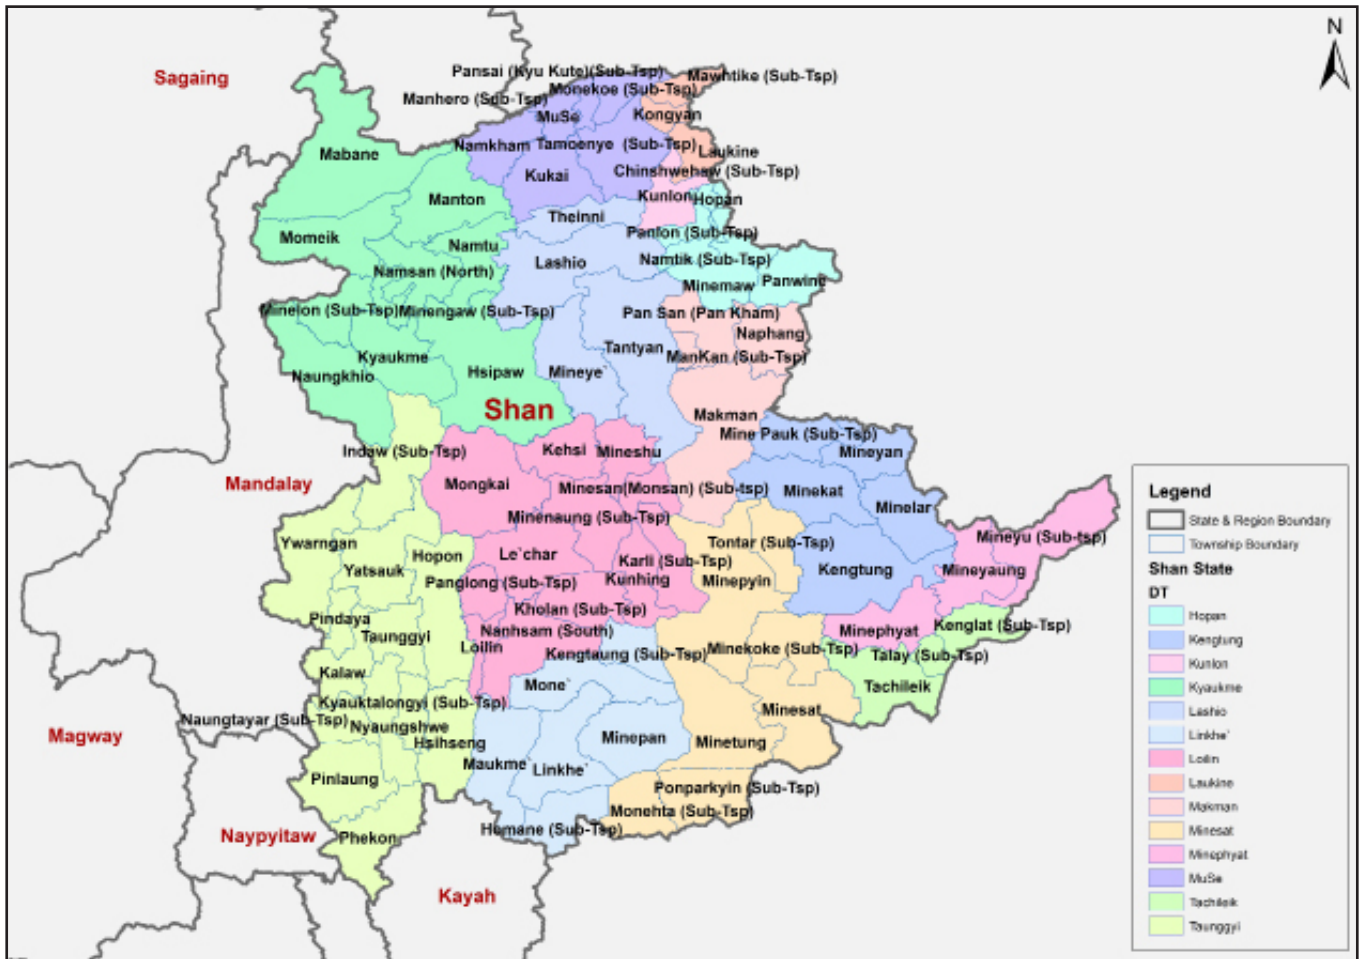 N
Sagaing
Pansai (Kyu Kute)(Sub-Tsp)
Mawhtike (Sub-Tsp)
Manhero (Sub-Tsp)
Monekoe (Sub-Tsp)
MuSe
Kongyan
Mabane
Namkham
Tamoenye (Sub-Tsp)
Laukine
Kukai
Chinshwehaw (Sub-Tsp)
Manton
Kunlon
Hopan
Theinni
Momeik
Namtu
Panlon (Sub-Tsp)
Lashio
Namtik (Sub-Tsp)
Namsan (North)
Minemaw
Panwine
Minelon (Sub-Tsp)
Minengaw (Sub-Tsp)
Pan San (Pan Kham)
Naphang
Tantyan
ManKan (Sub-Tsp)
Kyaukme
Naungkhio
Hsipaw
Mineye`
Shan
Makman
Mine Pauk (Sub-Tsp)
Indaw (Sub-Tsp)
Kehsi
Mineshu
Mineyan
Mandalay
Mongkai
Minesan(Monsan) (Sub-tsp)
Minekat
Minelar
Minenaung (Sub-Tsp)
Ywarngan
Hopon
Le`char
Tontar (Sub-Tsp)
Mineyu (Sub-tsp)
Yatsauk
Karli (Sub-Tsp)
Kengtung
Mineyaung
Panglong (Sub-Tsp)
Kunhing
Minepyin
Pindaya
Kholan (Sub-Tsp)
Taunggyi
Nanhsam (South)
Minephyat
Kenglat (Sub-Tsp)
Loilin
Kengtaung (Sub-Tsp)
Minekoke (Sub-Tsp)
Talay (Sub-Tsp)
Kalaw
Mone`
Tachileik
Kyauktalongyi (Sub-Tsp)
Minesat
Naungtayar (Sub-Tsp)
Nyaungshwe
Magway
Hsihseng
Minepan
Minetung
Maukme`
Linkhe`
Pinlaung
Ponparkyin (Sub-Tsp)
Monehta (Sub-Tsp)
Homane (Sub-Tsp)
Naypyitaw
Phekon
Kayah
Legend
State & Region Boundary
Township Boundary
Shan State
DT
Hopan
Kengtung
Kunlon
Kyaukme
Lashio
Linkhe`
Loilin
Laukine
Makman
Minesat
Minephyat
MuSe
Tachileik
Taunggyi